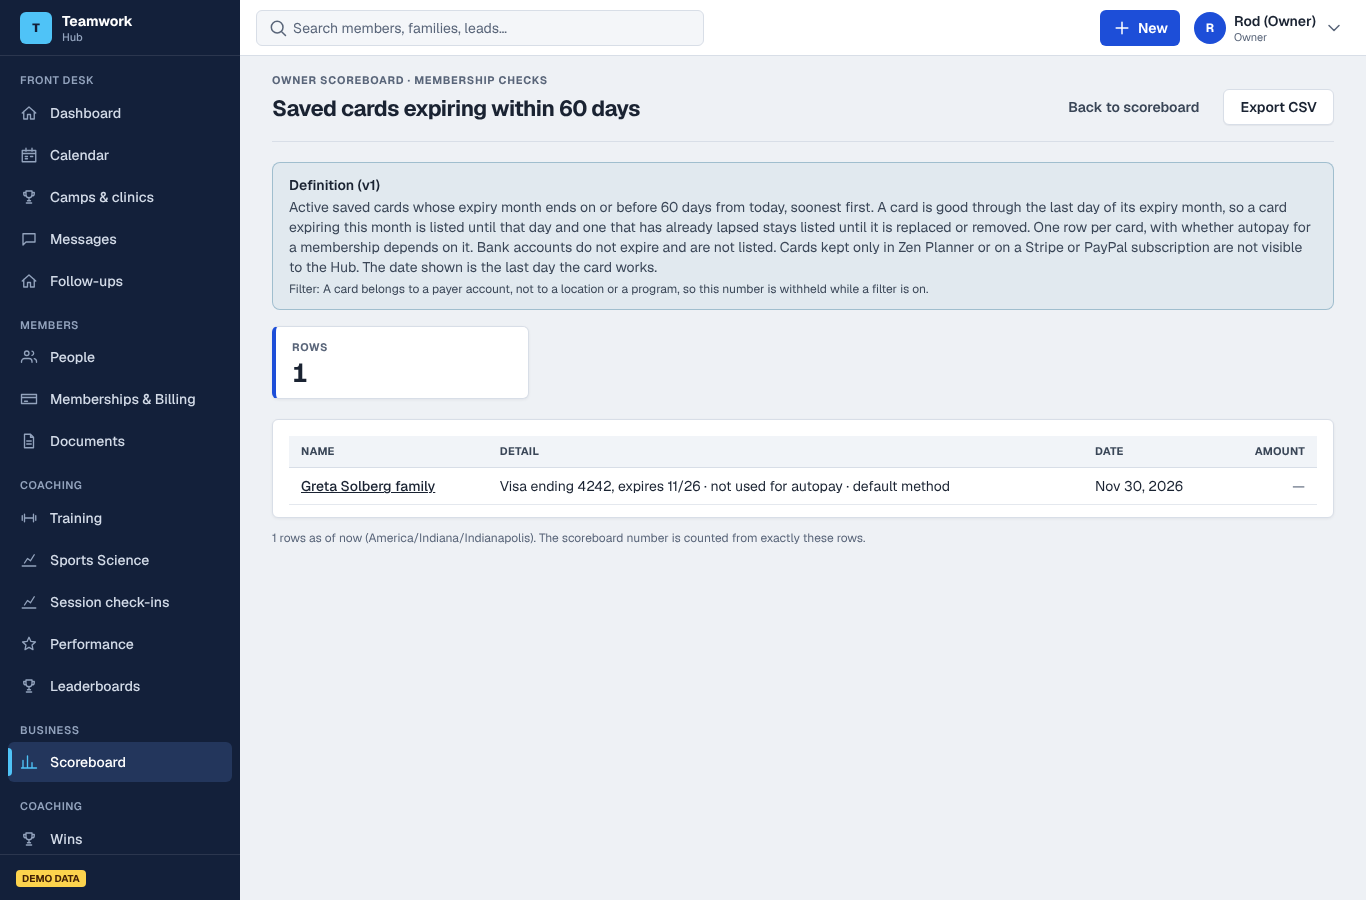 T
Teamwork
Hub
Search members, families, leads...
New
R
Rod (Owner)
Owner
FRONT DESK
Dashboard
Calendar
Camps & clinics
Messages
Follow-ups
MEMBERS
People
Memberships & Billing
Documents
COACHING
Training
Sports Science
Session check-ins
Performance
Leaderboards
BUSINESS
Scoreboard
COACHING
Wins
DEMO DATA
OWNER SCOREBOARD · MEMBERSHIP CHECKS
Saved cards expiring within 60 days
Back to scoreboard
Export CSV
Definition (v1)
Active saved cards whose expiry month ends on or before 60 days from today, soonest first. A card is good through the last day of its expiry month, so a card
expiring this month is listed until that day and one that has already lapsed stays listed until it is replaced or removed. One row per card, with whether autopay for
a membership depends on it. Bank accounts do not expire and are not listed. Cards kept only in Zen Planner or on a Stripe or PayPal subscription are not visible
to the Hub. The date shown is the last day the card works.
Filter: A card belongs to a payer account, not to a location or a program, so this number is withheld while a filter is on.
ROWS
1
NAME DETAIL DATE AMOUNT
Greta Solberg family Visa ending 4242, expires 11/26 · not used for autopay · default method Nov 30, 2026 —
1 rows as of now (America/Indiana/Indianapolis). The scoreboard number is counted from exactly these rows.